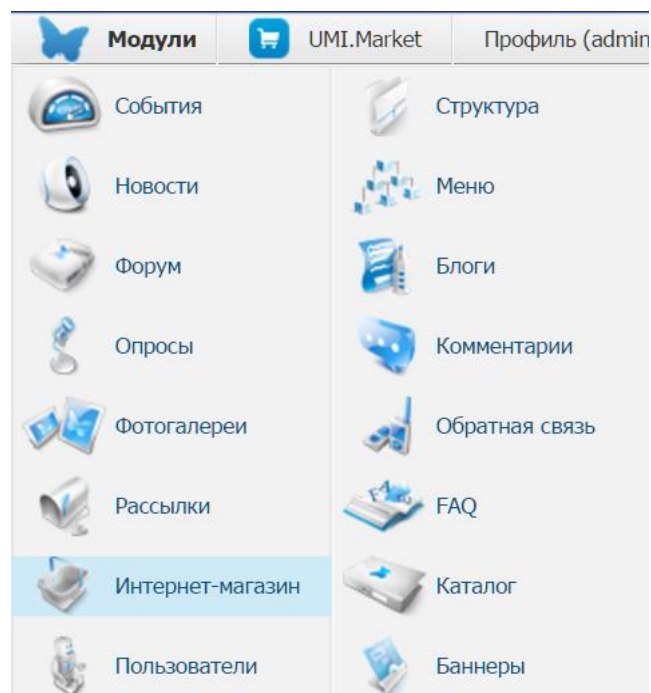 Модули UMI.Market Профиль (admin
События Структура
Новости Меню
Форум Блоги
Опросы Комментарии
Фотогалереи Обратная связь
Рассылки FAQ
Интернет-магазин Каталог
Пользователи Баннеры